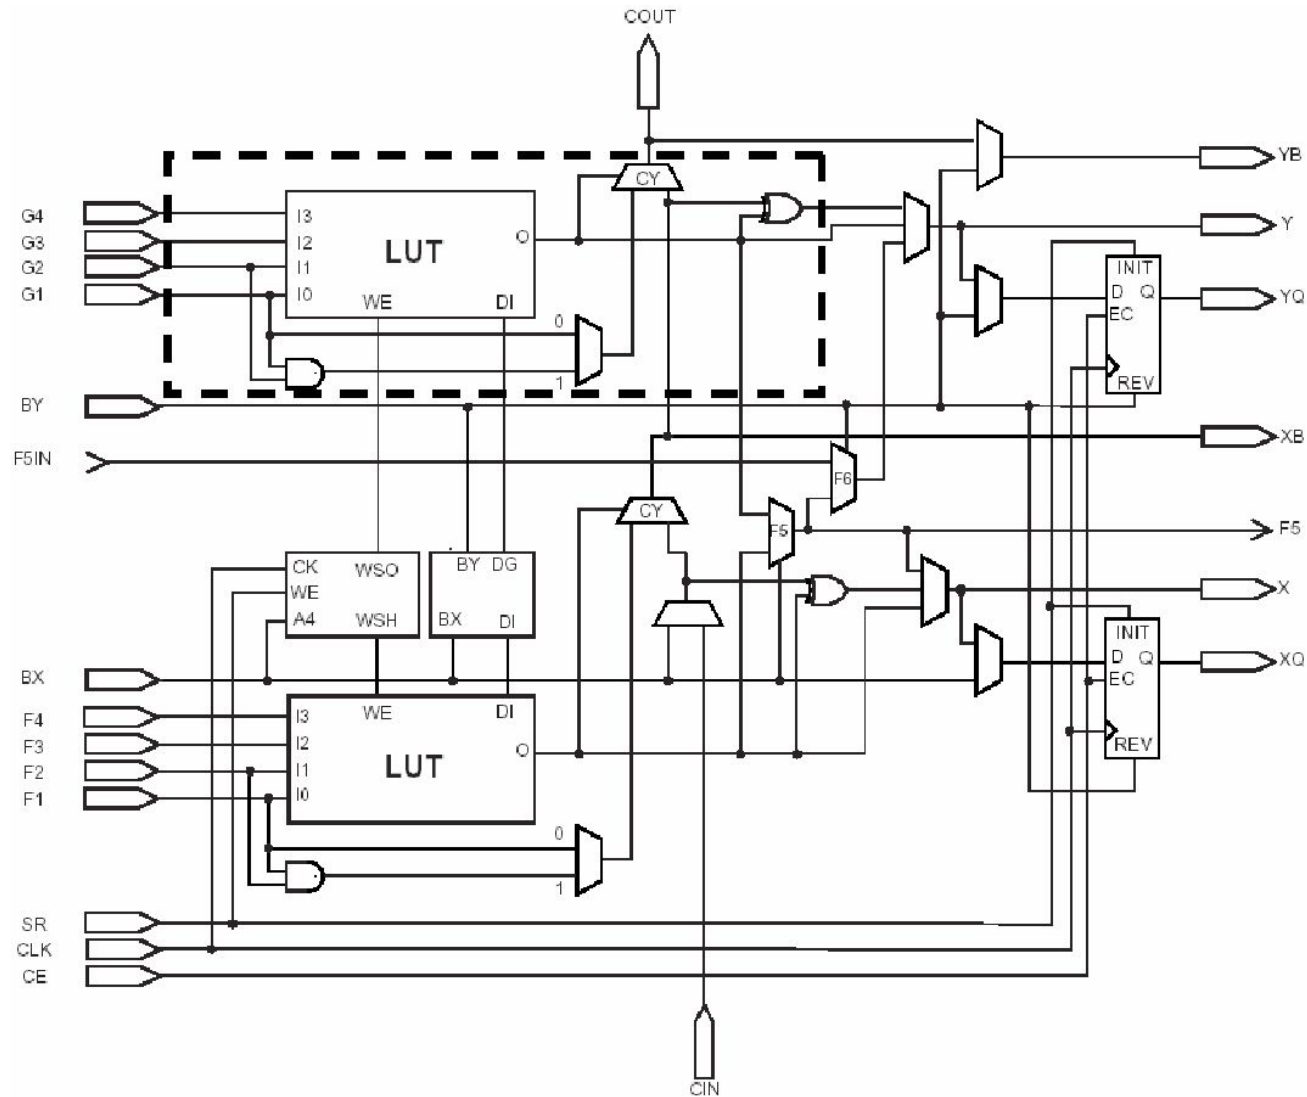 COUT
CY
YB
G4
G3
G2
G1
I3
I2
I1
I0
LUT
O
WE
DI
0
1
Y
INIT
D Q
EC
REV
YQ
BY
XB
F5IN
F6
CY
F5
F5
CK
WE
A4
WSO
WSH
BY DG
BX DI
X
INIT
D Q
EC
REV
XQ
BX
F4
F3
F2
F1
I3
I2
I1
I0
WE
DI
LUT
O
0
1
SR
CLK
CE
CIN